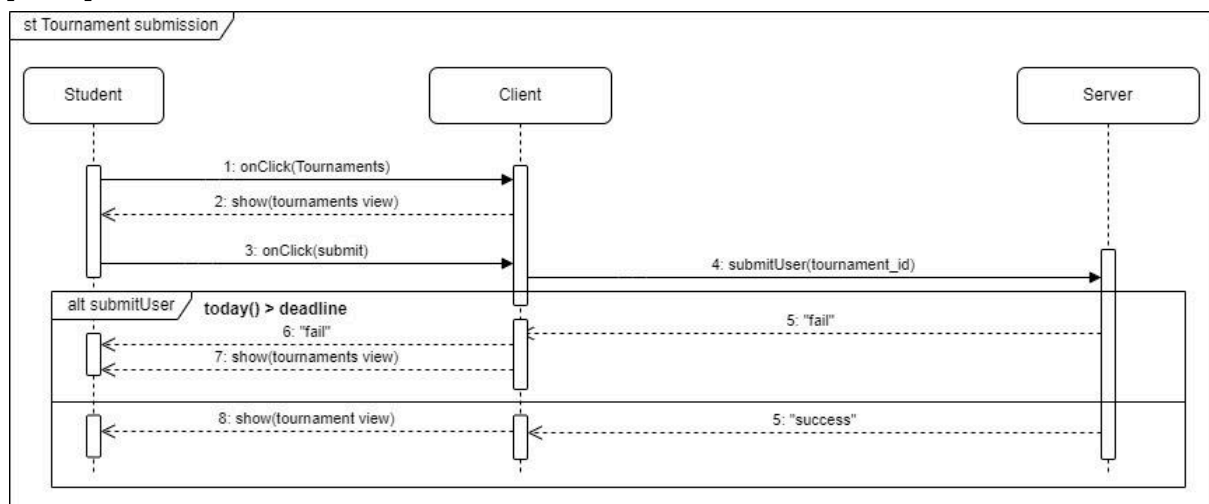 st Tournament submission
Student
Client
Server
1: onClick(Tournaments)
2: show(tournaments view)
3: onClick(submit)
4: submitUser(tournament_id)
alt submitUser
today() > deadline
5: "fail"
6: "fail"
7: show(tournaments view)
8: show(tournament view)
5: "success"